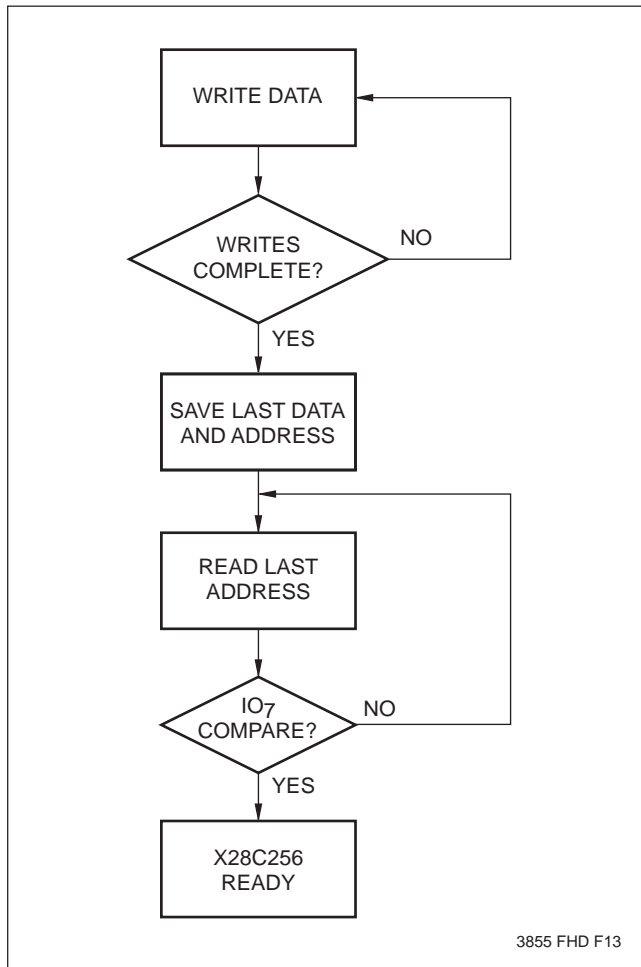 WRITE DATA
WRITES
COMPLETE?
NO
YES
SAVE LAST DATA
AND ADDRESS
READ LAST
ADDRESS
IO7
COMPARE?
NO
YES
X28C256
READY
3855 FHD F13